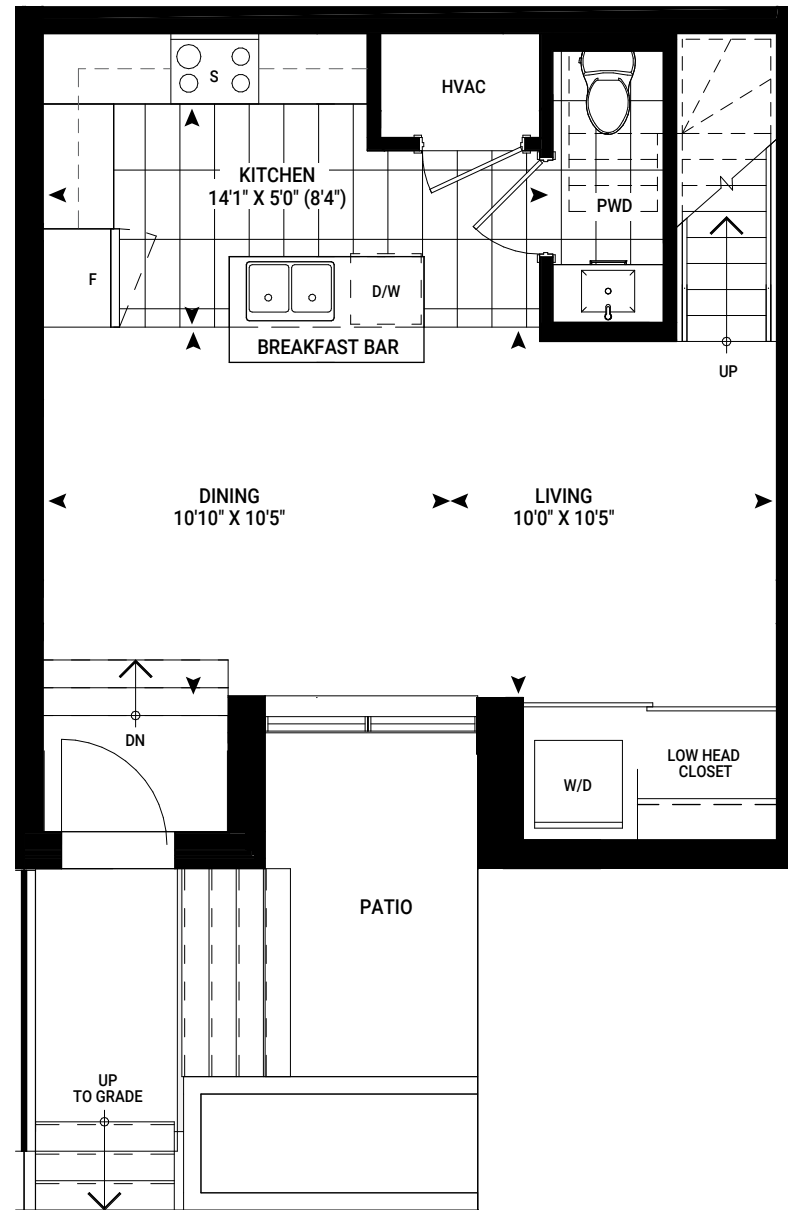 S
HVAC
KITCHEN
14'1" X 5'0" (8'4")
PWD
F
D/W
BREAKFAST BAR
UP
DINING
10'10" X 10'5"
LIVING
10'0" X 10'5"
DN
W/D
LOW HEAD
CLOSET
PATIO
UP
TO GRADE